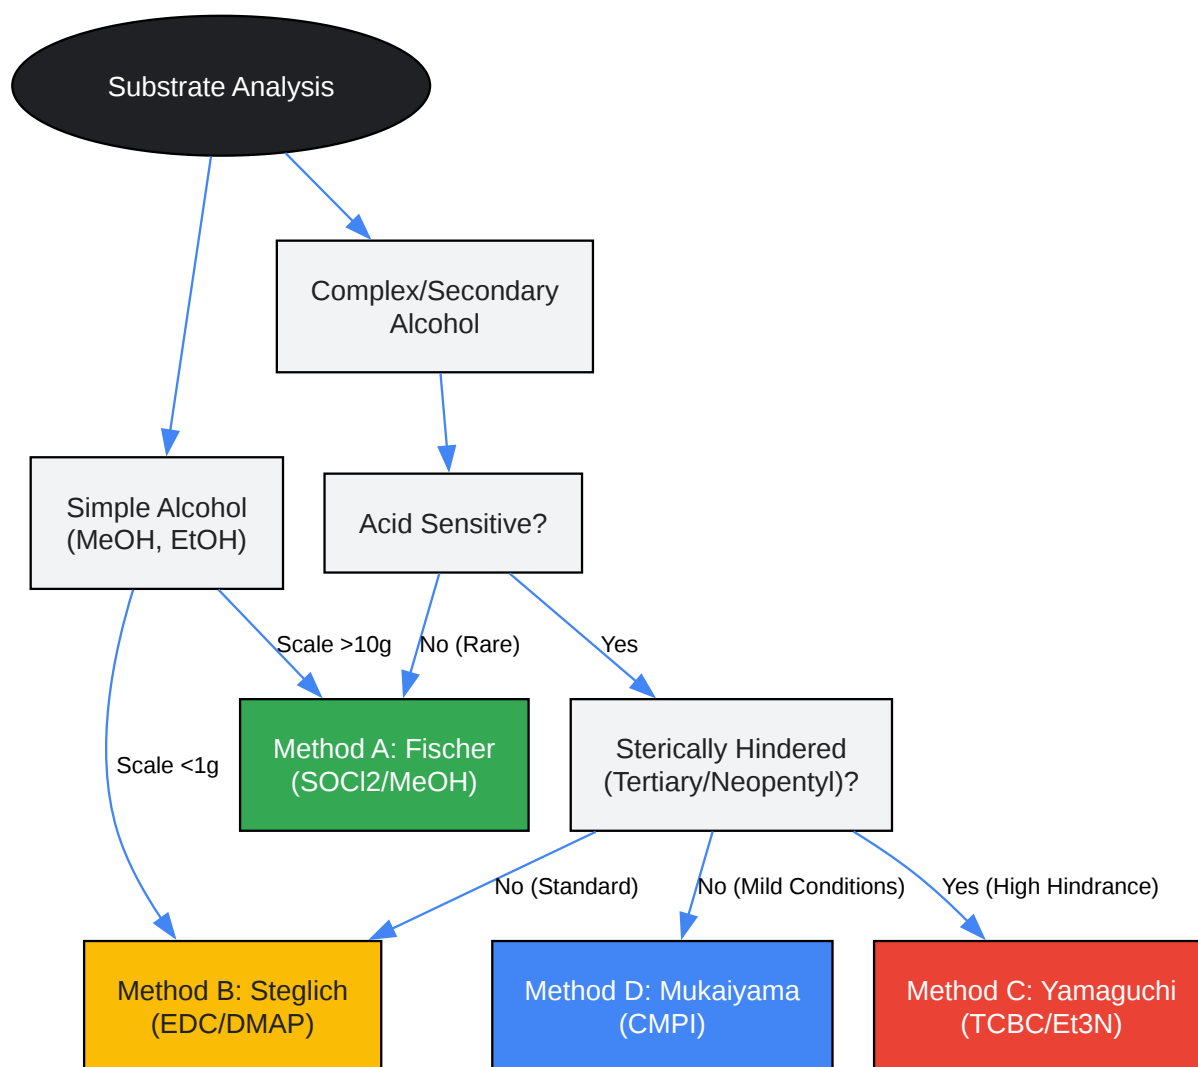 Substrate Analysis
Complex/Secondary
Alcohol
Simple Alcohol
(MeOH, EtOH)
Acid Sensitive?
Scale >10g
No (Rare)
Yes
Method A: Fischer
(SOCl2/MeOH)
Sterically Hindered
(Tertiary/Neopentyl)?
Scale <1g
No (Standard)
No (Mild Conditions)
Yes (High Hindrance)
Method B: Steglich
(EDC/DMAP)
Method D: Mukaiyama
(CMPI)
Method C: Yamaguchi
(TCBC/Et3N)